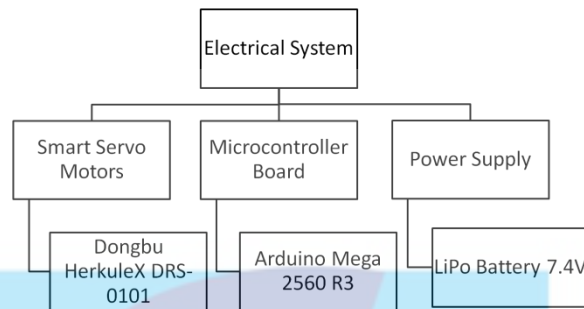 Electrical System
Smart Servo
Motors
Microcontroller
Board
Power Supply
Dongbu
HerkuleX DRS-
0101
Arduino Mega
2560 R3
LiPo Battery 7.4V